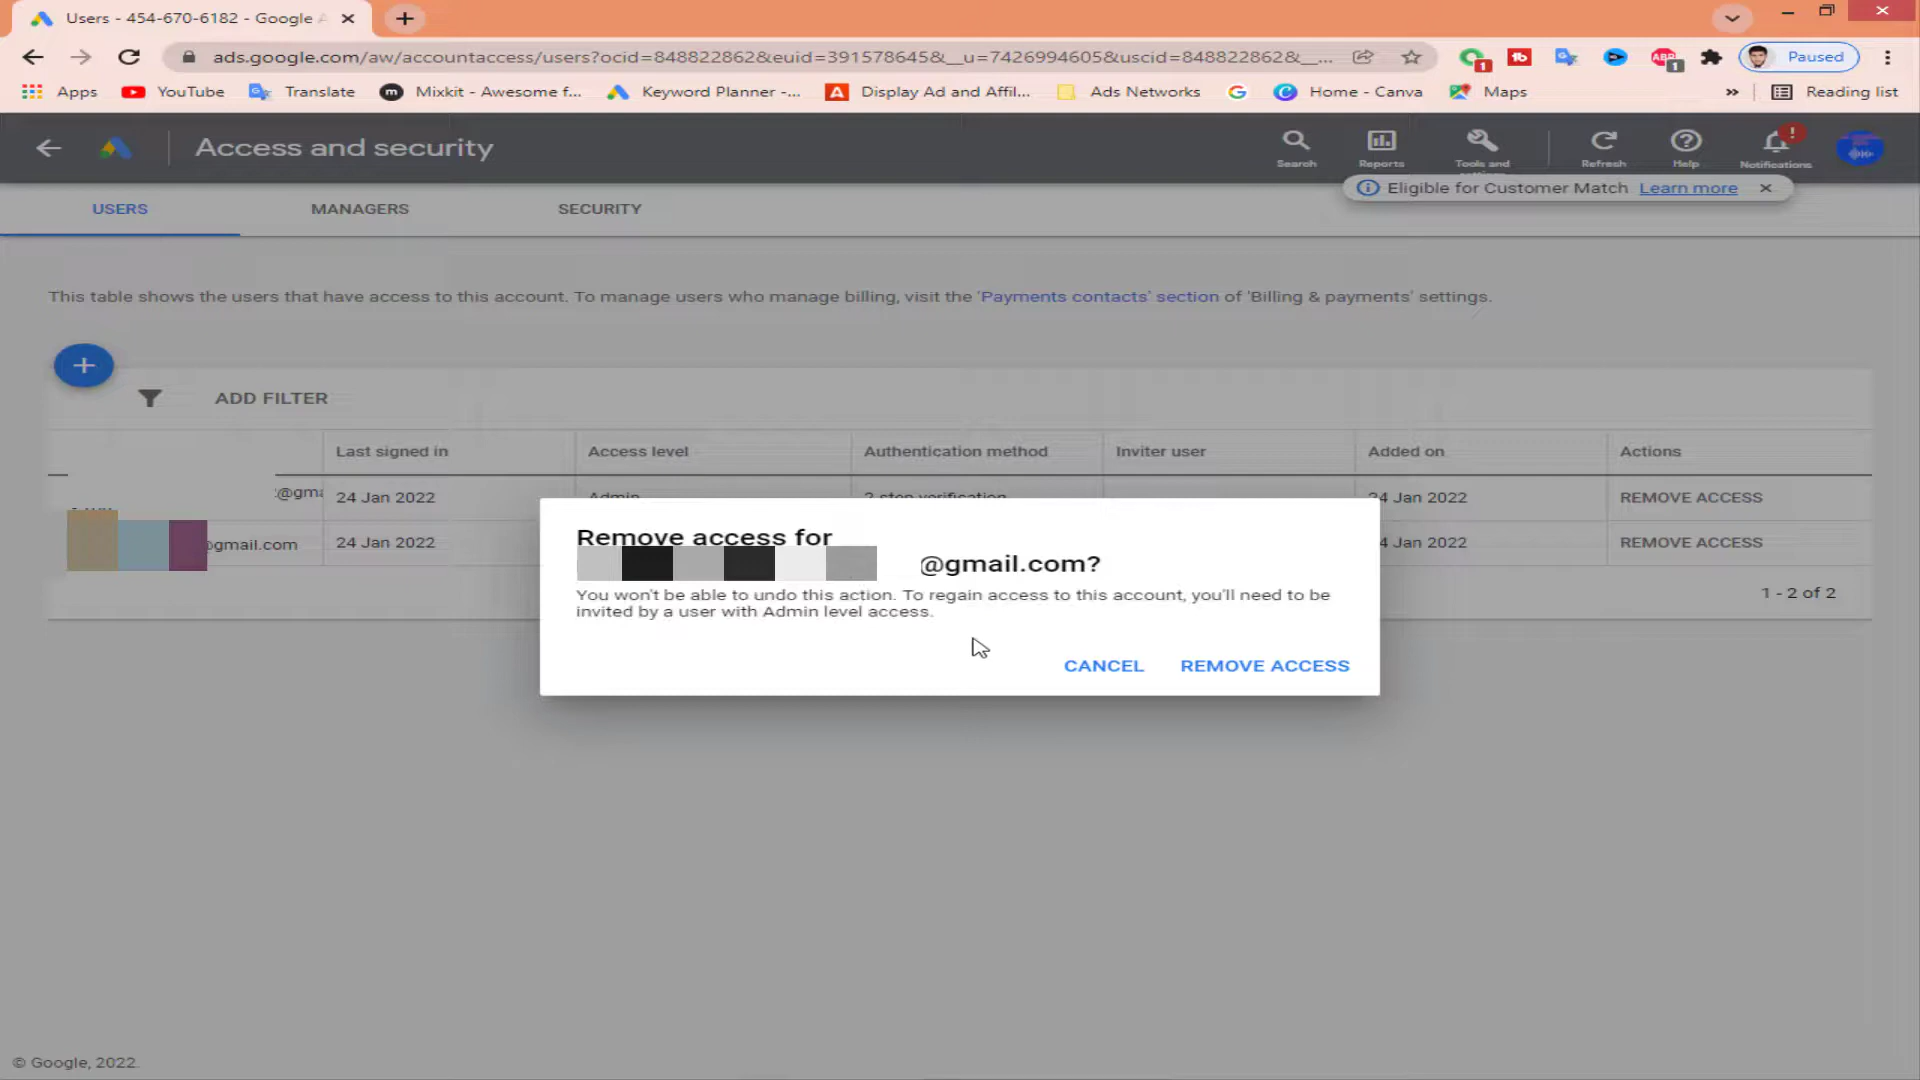 Users - 454-670-6182 - Google A
ads.google.com/aw/accountaccess/users?ocid=848822862&euid=391578645&__u=7426994605&uscid=848822862&__...
1
1
Paused
Apps
YouTube
Translate
Mixkit - Awesome f...
Keyword Planner -...
Display Ad and Affil...
Ads Networks
Home - Canva
Maps
»
Reading list
Access and security
Search
Reports
Tools and
Refresh
Help
Notifications
Eligible for Customer Match Learn more
USERS
MANAGERS
SECURITY
This table shows the users that have access to this account. To manage users who manage billing, visit the 'Payments contacts' section of 'Billing & payments' settings.
ADD FILTER
Last signed in
Access level
Authentication method
Inviter user
Added on
Actions
@gma
24 Jan 2022
Admin
2-step verification
24 Jan 2022
REMOVE ACCESS
@gmail.com
24 Jan 2022
4 Jan 2022
REMOVE ACCESS
1 - 2 of 2
Remove access for
@gmail.com?
You won't be able to undo this action. To regain access to this account, you'll need to be
invited by a user with Admin level access.
CANCEL
REMOVE ACCESS
© Google, 2022.